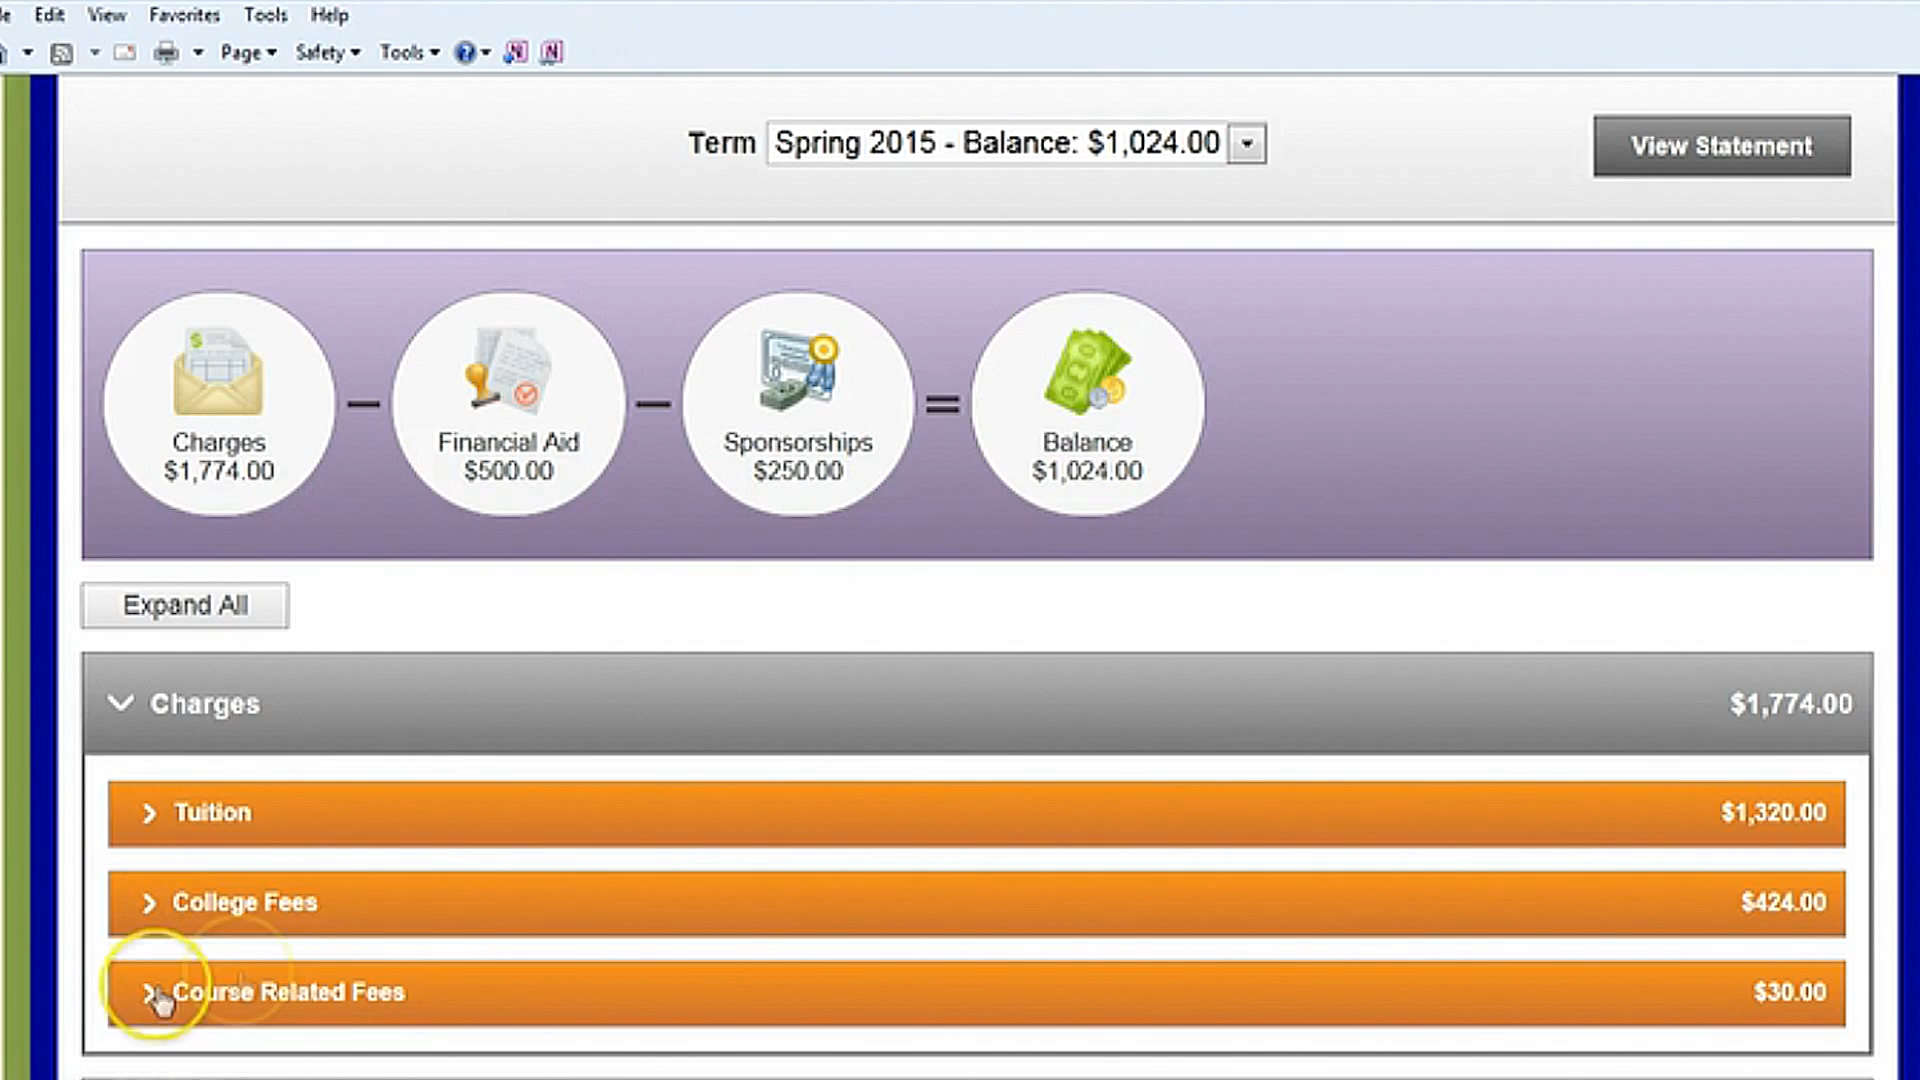 Edit View Favorites Tools Help
Page Safety Tools
Term Spring 2015 - Balance: $1,024.00
View Statement
Charges
$1,774.00
Financial Aid
$500.00
Sponsorships
$250.00
Balance
$1,024.00
Expand All
Charges $1,774.00
Tuition $1,320.00
College Fees $424.00
Course Related Fees $30.00